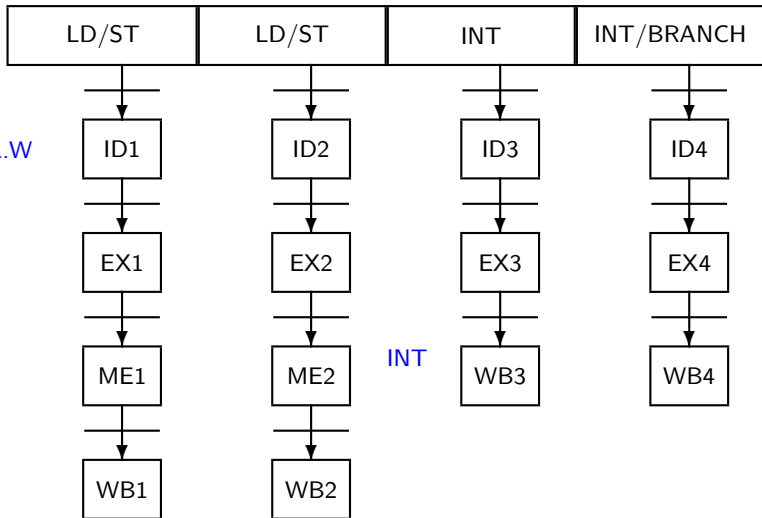 LD/ST LD/ST INT INT/BRANCH
.W ID1 ID2 ID3 ID4
EX1 EX2 EX3 EX4
ME1 ME2 INT WB3 WB4
WB1 WB2